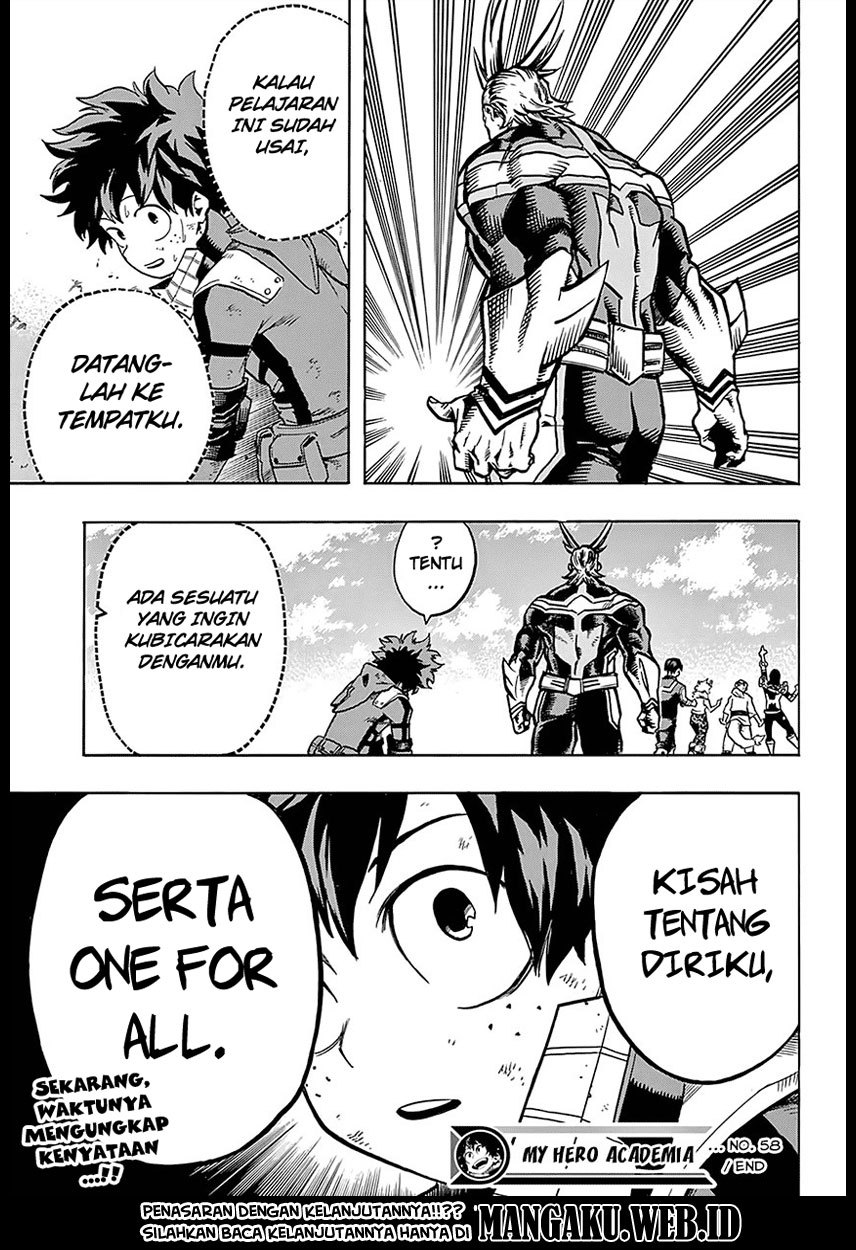 KALAU
PELAJARAN
INI SUDAH
USAI,
DATANG-
LAH KE
TEMPATKU.
?
TENTU
...
ADA SESUATU
YANG INGIN
KUBICARAKAN
DENGANMU.
KISAH
TENTANG
DIRIKU,
SERTA
ONE FOR
ALL.
SEKARANG,
WAKTUNYA
MENGUNGKAP
KENYATAAN
...!!
MY HERO ACADEMIA
... NO. 58
/ END
PENASARAN DENGAN KELANJUTANNYA!!??
SILAHKAN BACA KELANJUTANNYA HANYA DI
MANGAKU.WEB.ID